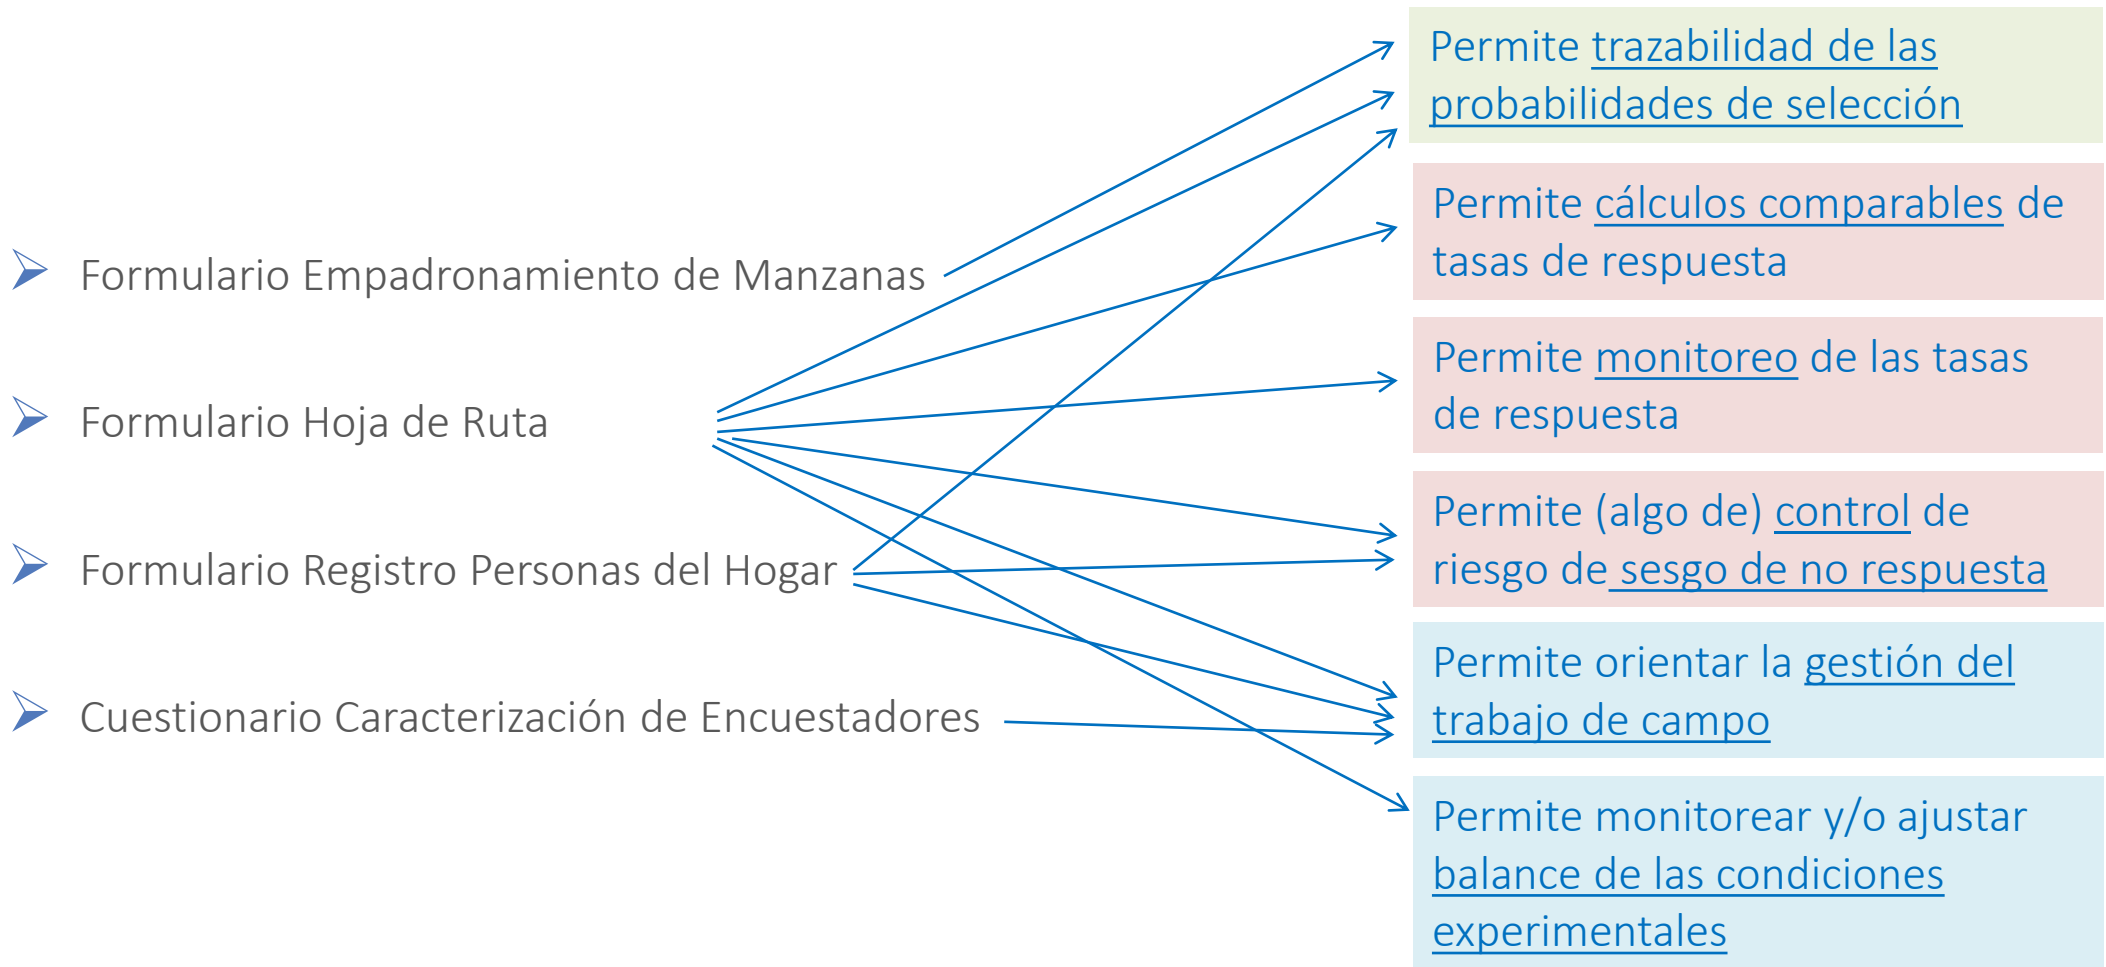 Formulario Empadronamiento de Manzanas
Formulario Hoja de Ruta
Formulario Registro Personas del Hogar
Cuestionario Caracterización de Encuestadores
Permite trazabilidad de las
probabilidades de selección
Permite cálculos comparables de
tasas de respuesta
Permite monitoreo de las tasas
de respuesta
Permite (algo de) control de
riesgo de sesgo de no respuesta
Permite orientar la gestión del
trabajo de campo
Permite monitorear y/o ajustar
balance de las condiciones
experimentales